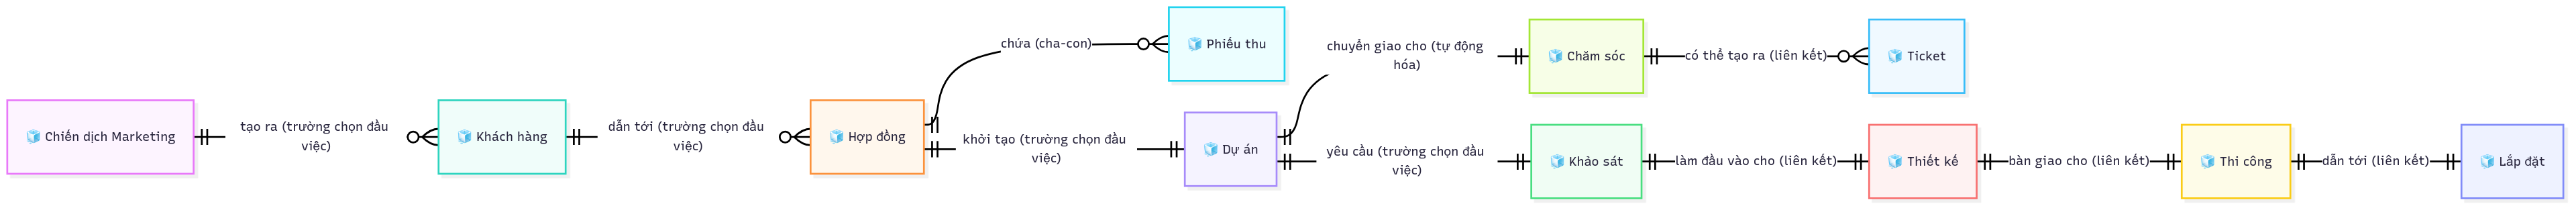 Chiến dịch Marketing
tạo ra (trường chọn đầu
việc)
Khách hàng
dẫn tới (trường chọn đầu
việc)
Hợp đồng
chứa (cha-con)
Phiếu thu
khởi tạo (trường chọn đầu
việc)
Dự án
chuyển giao cho (tự động
hóa)
Chăm sóc
có thể tạo ra (liên kết)
Ticket
yêu cầu (trường chọn đầu
việc)
Khảo sát
làm đầu vào cho (liên kết)
Thiết kế
bàn giao cho (liên kết)
Thi công
dẫn tới (liên kết)
Lắp đặt